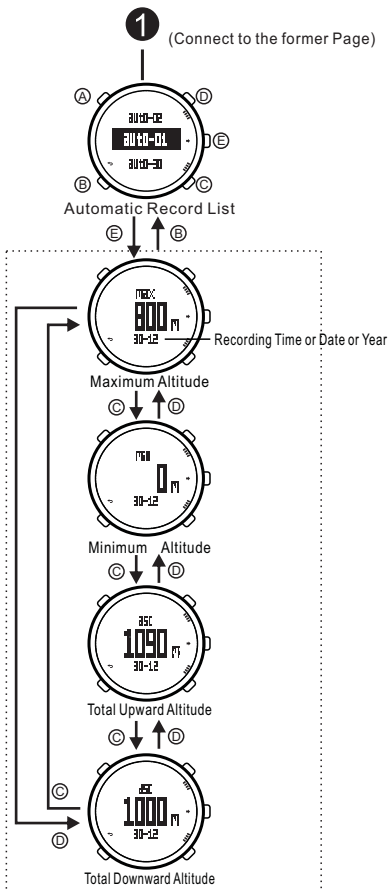 1
(Connect to the former Page)
A
D
auto-02
auto-01
E
auto-30
B
C
Automatic Record List
E
B
max
800 M
30-12
Recording Time or Date or Year
Maximum Altitude
C
D
min
0 M
30-12
Minimum Altitude
C
D
asc
1090 m
30-12
Total Upward Altitude
C
D
C
dsc
1000 m
30-12
D
Total Downward Altitude